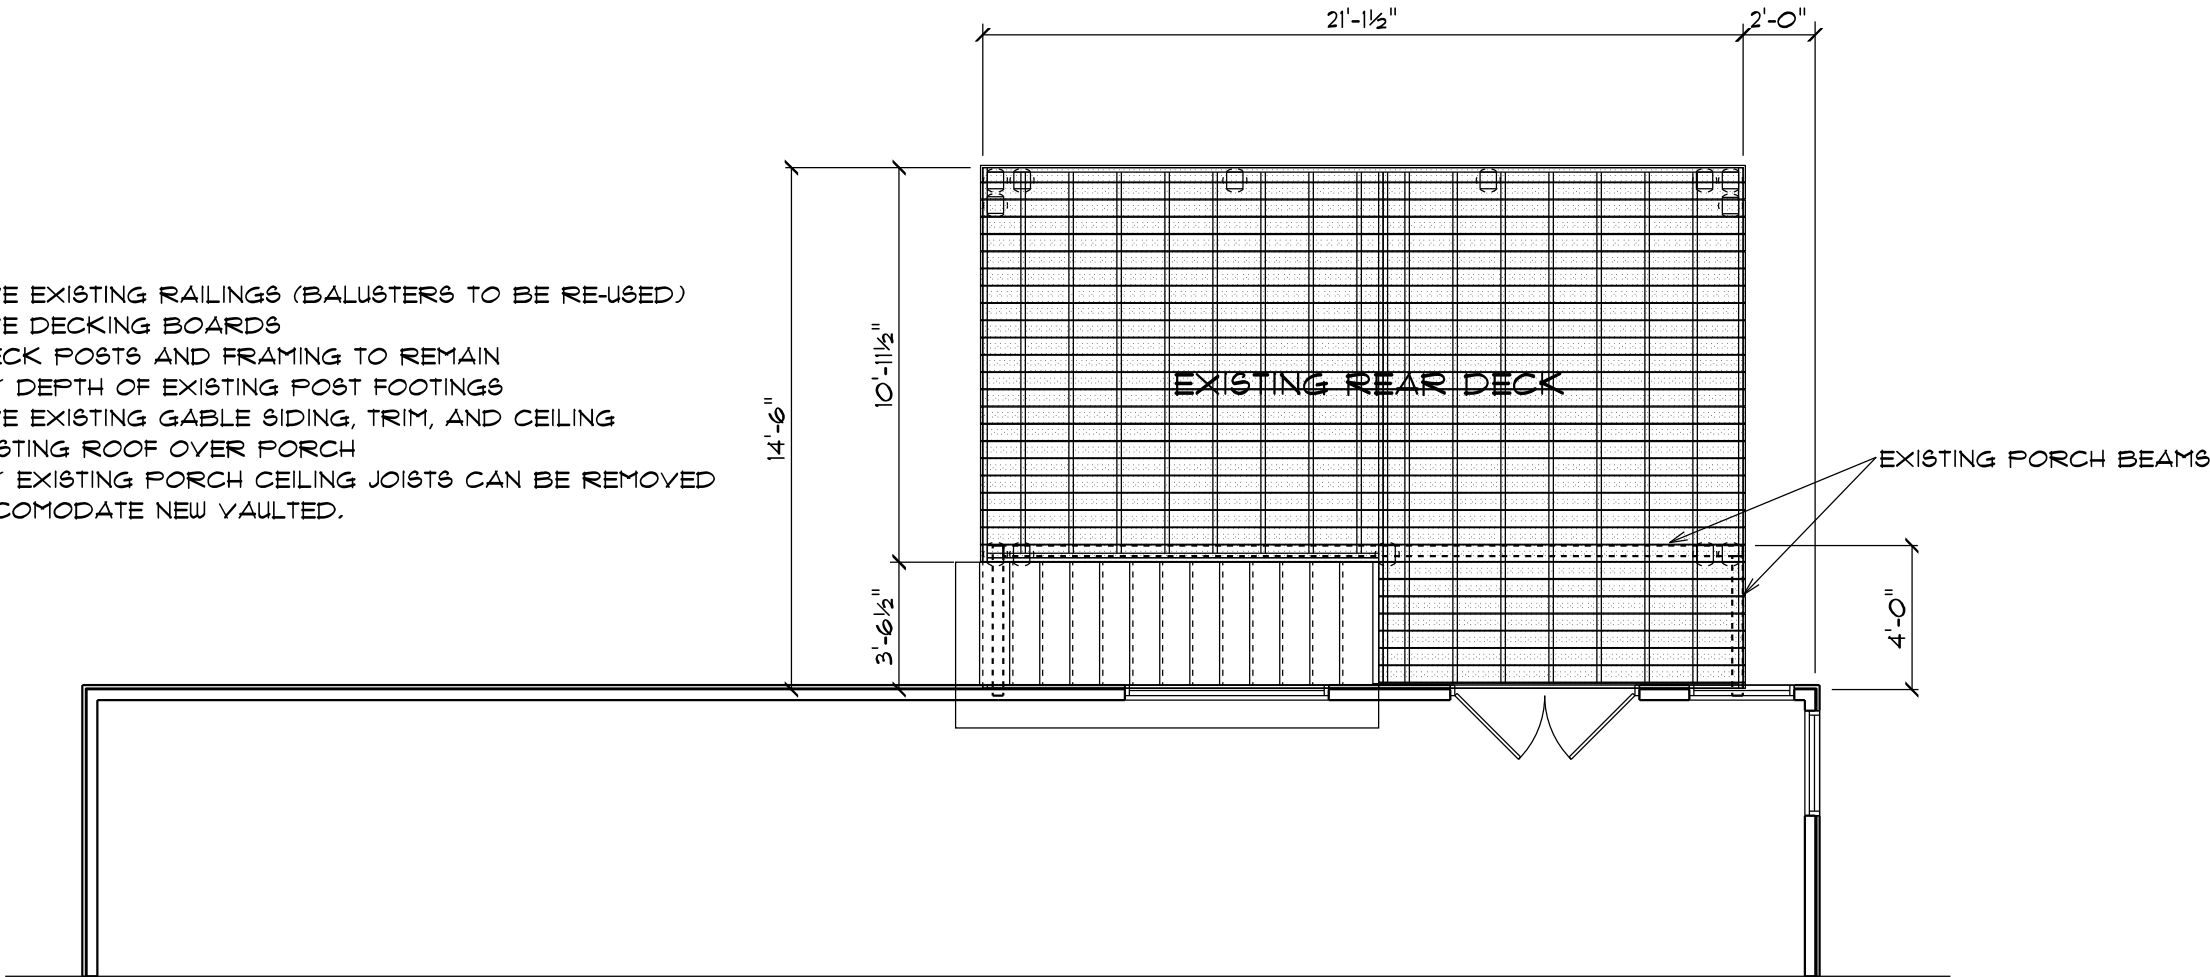 21'-1½" 2'-0"
EXISTING RAILINGS (BALUSTERS TO BE RE-USED)
DECKING BOARDS
POSTS AND FRAMING TO REMAIN
DEPTH OF EXISTING POST FOOTINGS
EXISTING GABLE SIDING, TRIM, AND CEILING
ROOF OVER PORCH
EXISTING PORCH CEILING JOISTS CAN BE REMOVED
NEW VAULTED.
14'-6"
10'-11½"
3'-6½"
EXISTING REAR DECK
EXISTING PORCH BEAMS
4'-0"